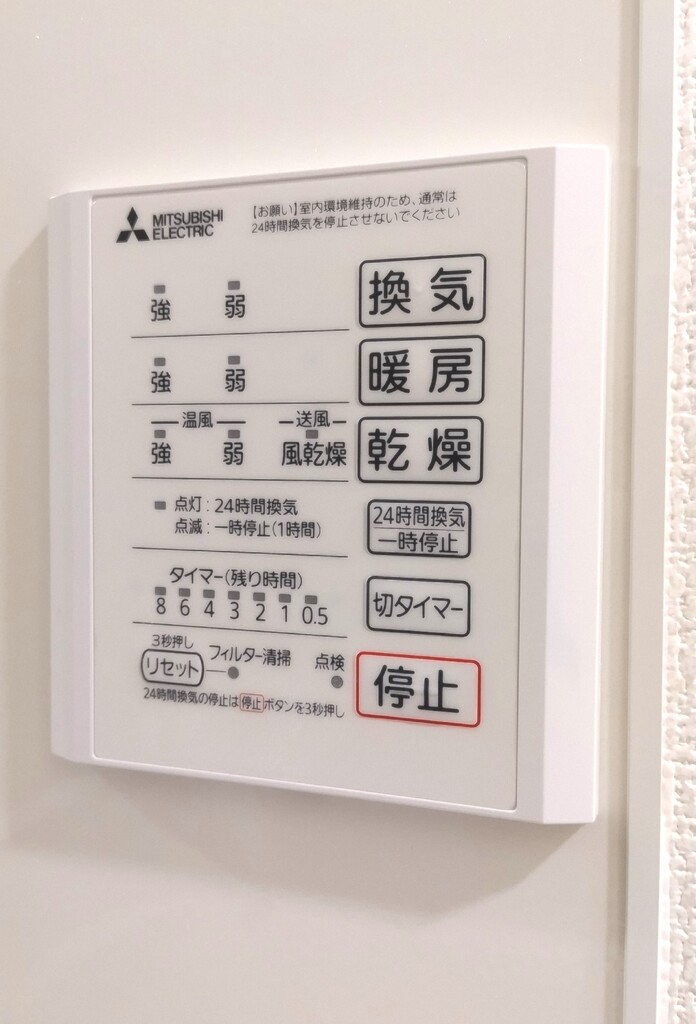 MITSUBISHI
ELECTRIC
【お願い】室内環境維持のため、通常は
24時間換気を停止させないでください
強 弱 換気
強 弱 暖房
温風 送風
強 弱 風乾燥 乾燥
点灯:24時間換気
点滅:一時停止(1時間)
24時間換気
一時停止
タイマー(残り時間)
8 6 4 3 2 1 0.5
切タイマー
3秒押し
リセット フィルター清掃 点検
停止
24時間換気の停止は停止ボタンを3秒押し